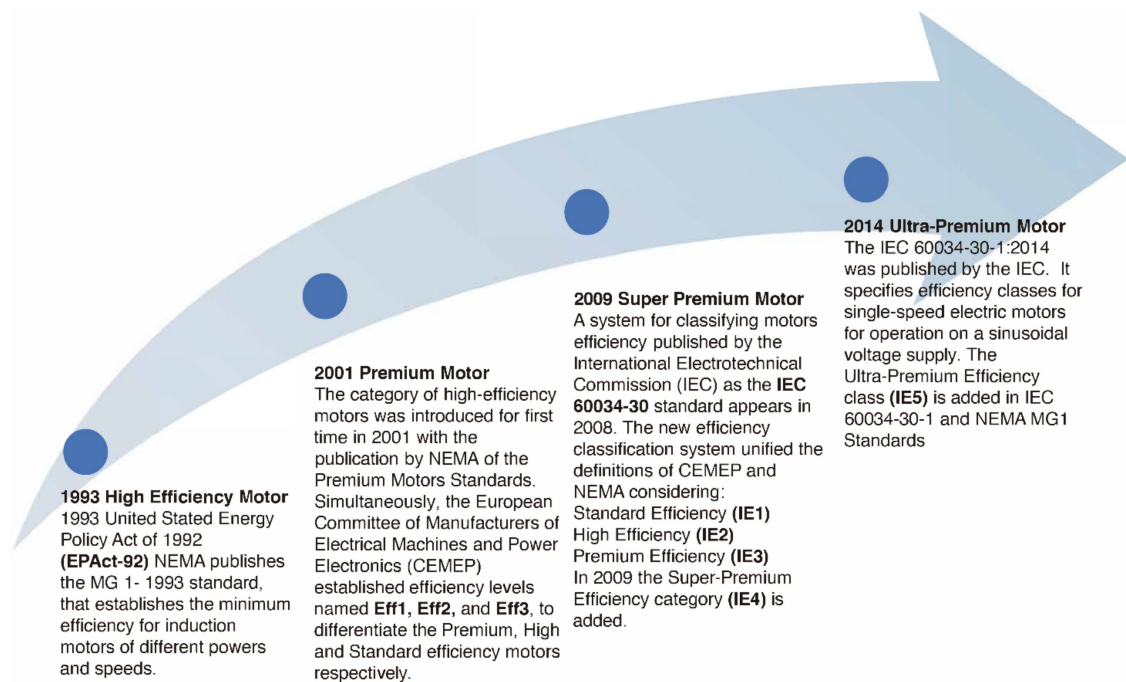 1993 High Efficiency Motor
1993 United Stated Energy
Policy Act of 1992
(EPAct-92) NEMA publishes
the MG 1- 1993 standard,
that establishes the minimum
efficiency for induction
motors of different powers
and speeds.
2001 Premium Motor
The category of high-efficiency
motors was introduced for first
time in 2001 with the
publication by NEMA of the
Premium Motors Standards.
Simultaneously, the European
Committee of Manufacturers of
Electrical Machines and Power
Electronics (CEMEP)
established efficiency levels
named Eff1, Eff2, and Eff3, to
differentiate the Premium, High
and Standard efficiency motors
respectively.
2009 Super Premium Motor
A system for classifying motors
efficiency published by the
International Electrotechnical
Commission (IEC) as the IEC
60034-30 standard appears in
2008. The new efficiency
classification system unified the
definitions of CEMEP and
NEMA considering:
Standard Efficiency (IE1)
High Efficiency (IE2)
Premium Efficiency (IE3)
In 2009 the Super-Premium
Efficiency category (IE4) is
added.
2014 Ultra-Premium Motor
The IEC 60034-30-1:2014
was published by the IEC. It
specifies efficiency classes for
single-speed electric motors
for operation on a sinusoidal
voltage supply. The
Ultra-Premium Efficiency
class (IE5) is added in IEC
60034-30-1 and NEMA MG1
Standards